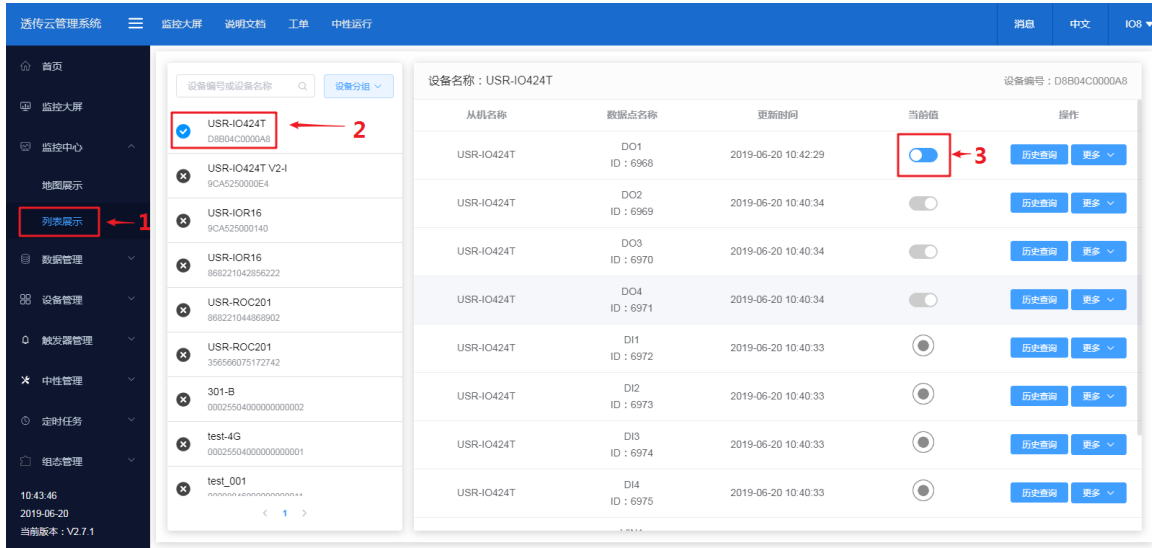 透传云管理系统
监控大屏 说明文档 工单 中性运行
消息 中文 IO8
首页
监控大屏
监控中心
地图展示
列表展示
数据管理
设备管理
触发器管理
中性管理
定时任务
组态管理
10:43:46
2019-06-20
当前版本：V2.7.1
1
设备编号或设备名称 设备分组
USR-IO424T
D8B04C0000A8
2
USR-IO424T V2-I
9CA5250000E4
USR-IOR16
9CA525000140
USR-IOR16
868221042856222
USR-ROC201
868221044868902
USR-ROC201
356566075172742
301-B
00025504000000000002
test-4G
00025504000000000001
test_001
1
设备名称：USR-IO424T 设备编号：D8B04C0000A8
从机名称 数据点名称 更新时间 当前值 操作
USR-IO424T DO1 2019-06-20 10:42:29 3 历史查询 更多
ID：6968
USR-IO424T DO2 2019-06-20 10:40:34 历史查询 更多
ID：6969
USR-IO424T DO3 2019-06-20 10:40:34 历史查询 更多
ID：6970
USR-IO424T DO4 2019-06-20 10:40:34 历史查询 更多
ID：6971
USR-IO424T DI1 2019-06-20 10:40:33 历史查询 更多
ID：6972
USR-IO424T DI2 2019-06-20 10:40:33 历史查询 更多
ID：6973
USR-IO424T DI3 2019-06-20 10:40:33 历史查询 更多
ID：6974
USR-IO424T DI4 2019-06-20 10:40:33 历史查询 更多
ID：6975